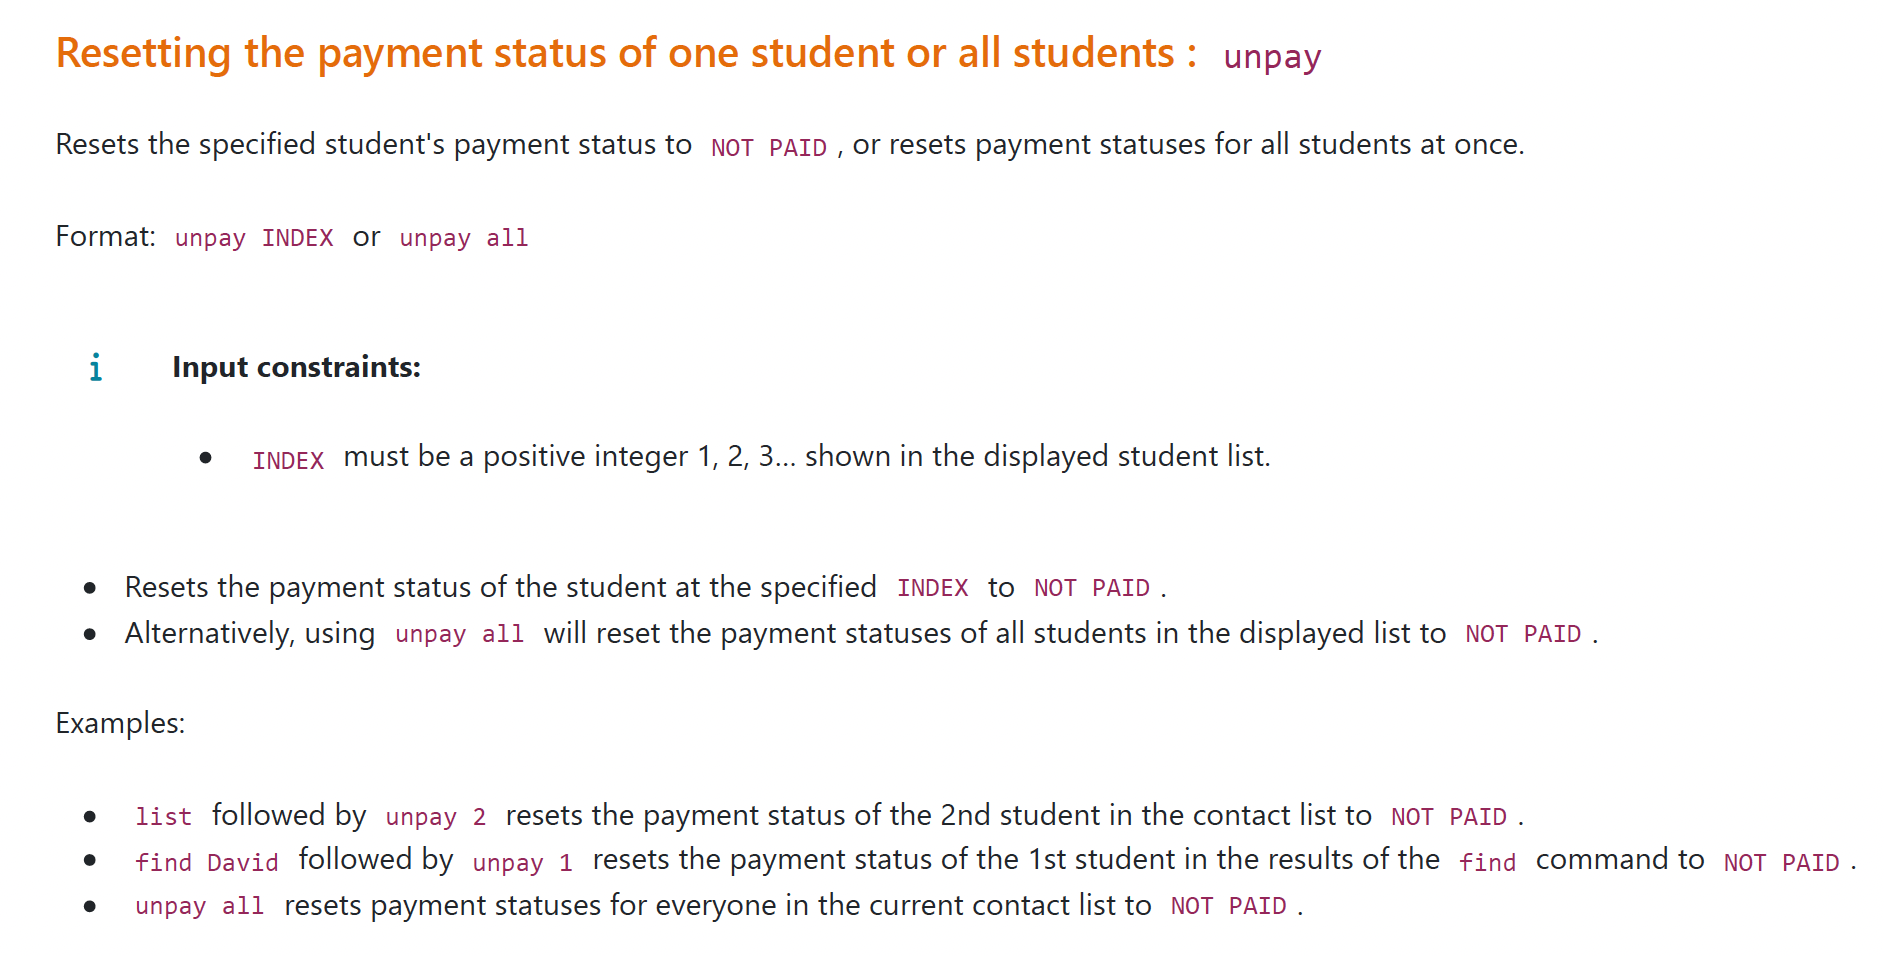 Resetting the payment status of one student or all students : unpay
Resets the specified student's payment status to NOT PAID , or resets payment statuses for all students at once.
Format: unpay INDEX or unpay all
i Input constraints:
• INDEX must be a positive integer 1, 2, 3… shown in the displayed student list.
• Resets the payment status of the student at the specified INDEX to NOT PAID .
• Alternatively, using unpay all will reset the payment statuses of all students in the displayed list to NOT PAID .
Examples:
• list followed by unpay 2 resets the payment status of the 2nd student in the contact list to NOT PAID .
• find David followed by unpay 1 resets the payment status of the 1st student in the results of the find command to NOT PAID .
• unpay all resets payment statuses for everyone in the current contact list to NOT PAID .